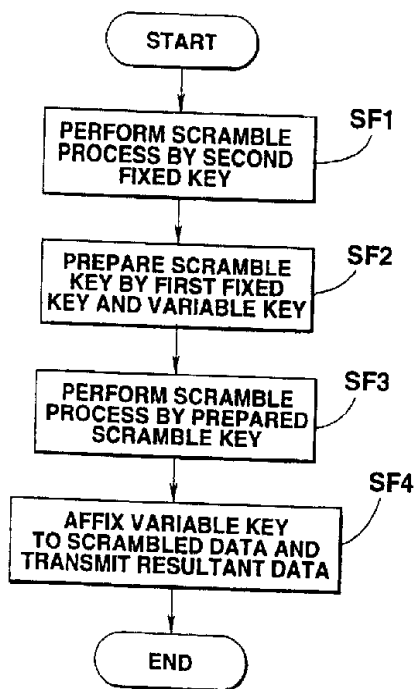 START
SF1
PERFORM SCRAMBLE
PROCESS BY SECOND
FIXED KEY
SF2
PREPARE SCRAMBLE
KEY BY FIRST FIXED
KEY AND VARIABLE KEY
SF3
PERFORM SCRAMBLE
PROCESS BY PREPARED
SCRAMBLE KEY
SF4
AFFIX VARIABLE KEY
TO SCRAMBLED DATA AND
TRANSMIT RESULTANT DATA
END